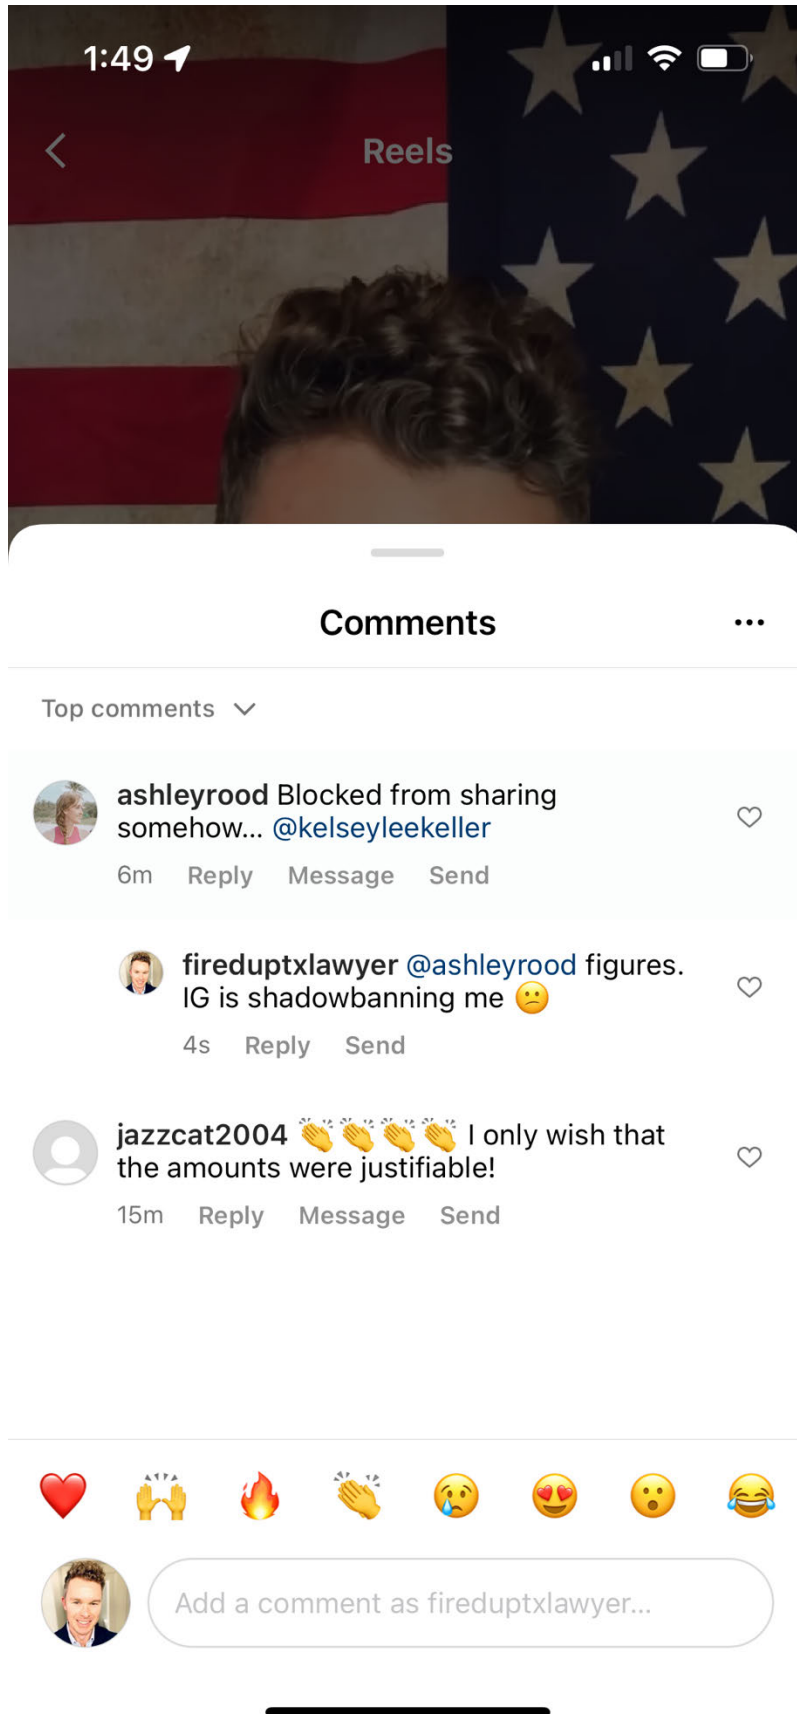 1:49
Reels
Comments
Top comments
ashleyrood Blocked from sharing
somehow... @kelseyleekeller
6m Reply Message Send
fireduptxlawyer @ashleyrood figures.
IG is shadowbanning me 😕
4s Reply Send
jazzcat2004 👏👏👏👏 I only wish that
the amounts were justifiable!
15m Reply Message Send
❤️ 🙌 🔥 👏 😢 😍 😮 😂
Add a comment as fireduptxlawyer...